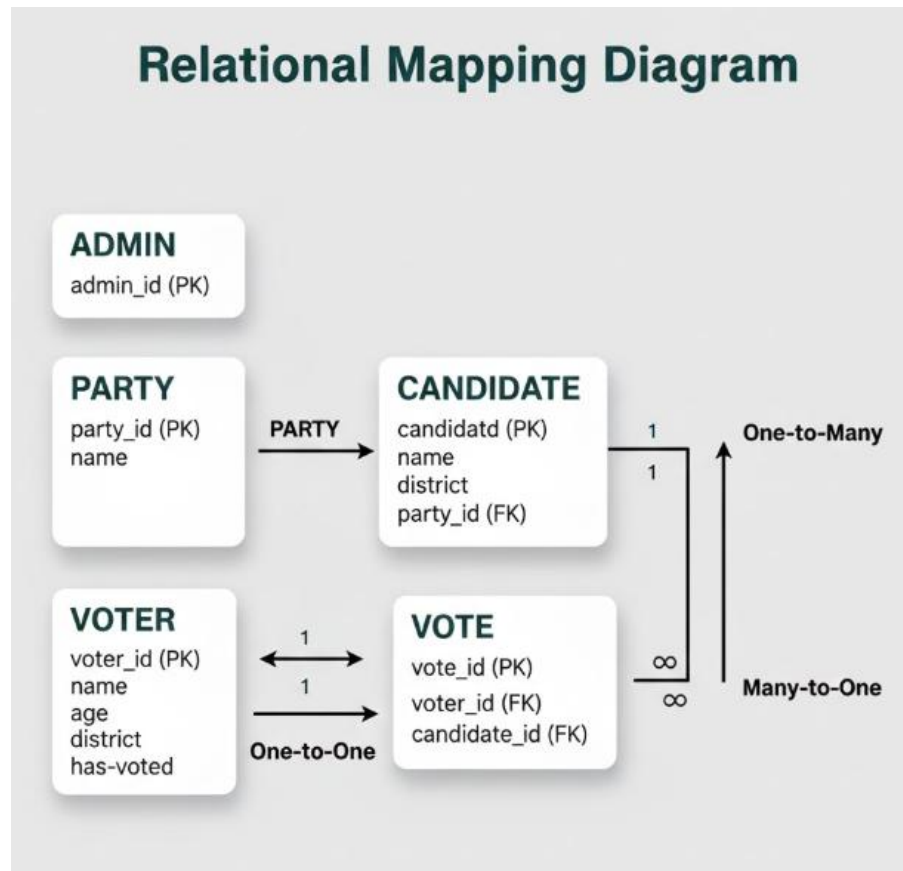 Relational Mapping Diagram
ADMIN
admin_id (PK)
PARTY
party_id (PK)
name
PARTY
CANDIDATE
candidatd (PK)
name
district
party_id (FK)
1
1
One-to-Many
VOTER
voter_id (PK)
name
age
district
has-voted
1
1
One-to-One
VOTE
vote_id (PK)
voter_id (FK)
candidate_id (FK)
∞
∞
Many-to-One